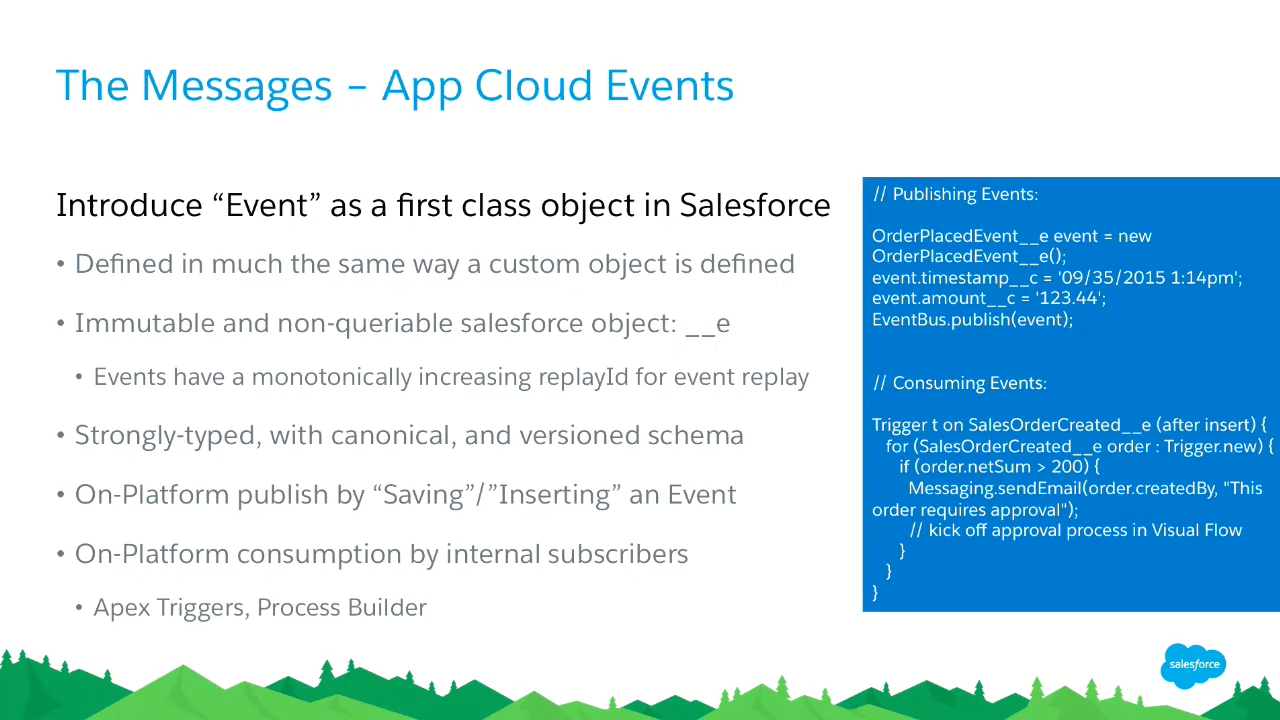 The Messages – App Cloud Events
Introduce “Event” as a first class object in Salesforce
• Defined in much the same way a custom object is defined
• Immutable and non-queriable salesforce object: __e
• Events have a monotonically increasing replayId for event replay
• Strongly-typed, with canonical, and versioned schema
• On-Platform publish by “Saving”/”Inserting” an Event
• On-Platform consumption by internal subscribers
• Apex Triggers, Process Builder
// Publishing Events:
OrderPlacedEvent__e event = new
OrderPlacedEvent__e();
event.timestamp__c = '09/35/2015 1:14pm';
event.amount__c = '123.44';
EventBus.publish(event);
// Consuming Events:
Trigger t on SalesOrderCreated__e (after insert) {
for (SalesOrderCreated__e order : Trigger.new) {
if (order.netSum > 200) {
Messaging.sendEmail(order.createdBy, "This
order requires approval");
// kick off approval process in Visual Flow
}
}
}
salesforce